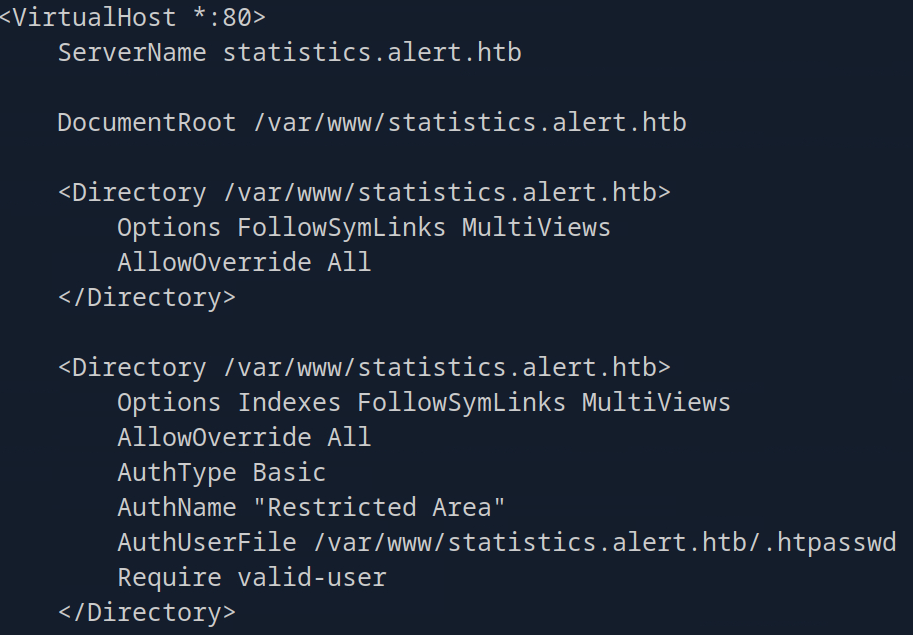 <VirtualHost *:80>
    ServerName statistics.alert.htb

    DocumentRoot /var/www/statistics.alert.htb

    <Directory /var/www/statistics.alert.htb>
        Options FollowSymLinks MultiViews
        AllowOverride All
    </Directory>

    <Directory /var/www/statistics.alert.htb>
        Options Indexes FollowSymLinks MultiViews
        AllowOverride All
        AuthType Basic
        AuthName "Restricted Area"
        AuthUserFile /var/www/statistics.alert.htb/.htpasswd
        Require valid-user
    </Directory>